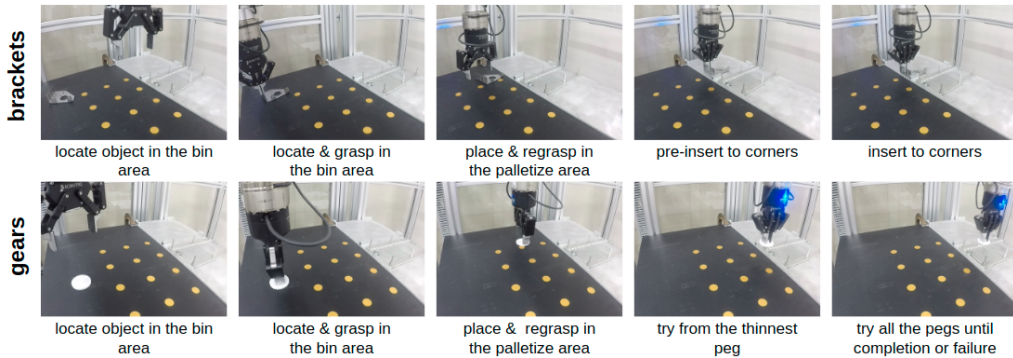 brackets
locate object in the bin
area
locate & grasp in
the bin area
place & regrasp in
the palletize area
pre-insert to corners
insert to corners
gears
locate object in the bin
area
locate & grasp in
the bin area
place & regrasp in
the palletize area
try from the thinnest
peg
try all the pegs until
completion or failure